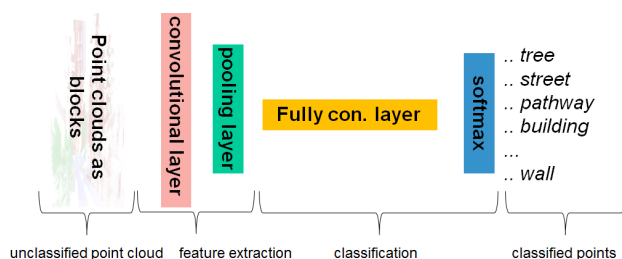 Point clouds as
blocks
convolutional layer
pooling layer
Fully con. layer
softmax
.. tree
.. street
.. pathway
.. building
...
.. wall
unclassified point cloud
feature extraction
classification
classified points